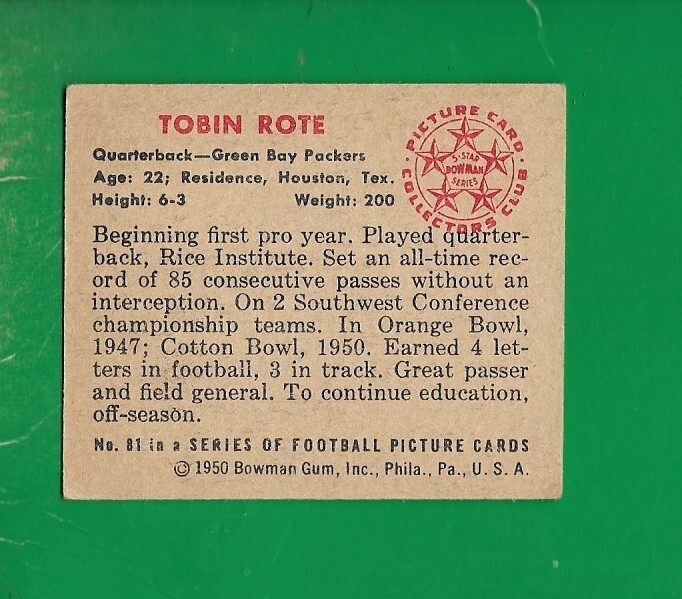 TOBIN ROTE
Quarterback—Green Bay Packers
Age: 22; Residence, Houston, Tex.
Height: 6-3 Weight: 200
PICTURE CARD COLLECTORS CLUB
5-STAR
BOWMAN
SERIES
Beginning first pro year. Played quarter-
back, Rice Institute. Set an all-time rec-
ord of 85 consecutive passes without an
interception. On 2 Southwest Conference
championship teams. In Orange Bowl,
1947; Cotton Bowl, 1950. Earned 4 let-
ters in football, 3 in track. Great passer
and field general. To continue education,
off-season.
No. 81 in a SERIES OF FOOTBALL PICTURE CARDS
© 1950 Bowman Gum, Inc., Phila., Pa., U. S. A.